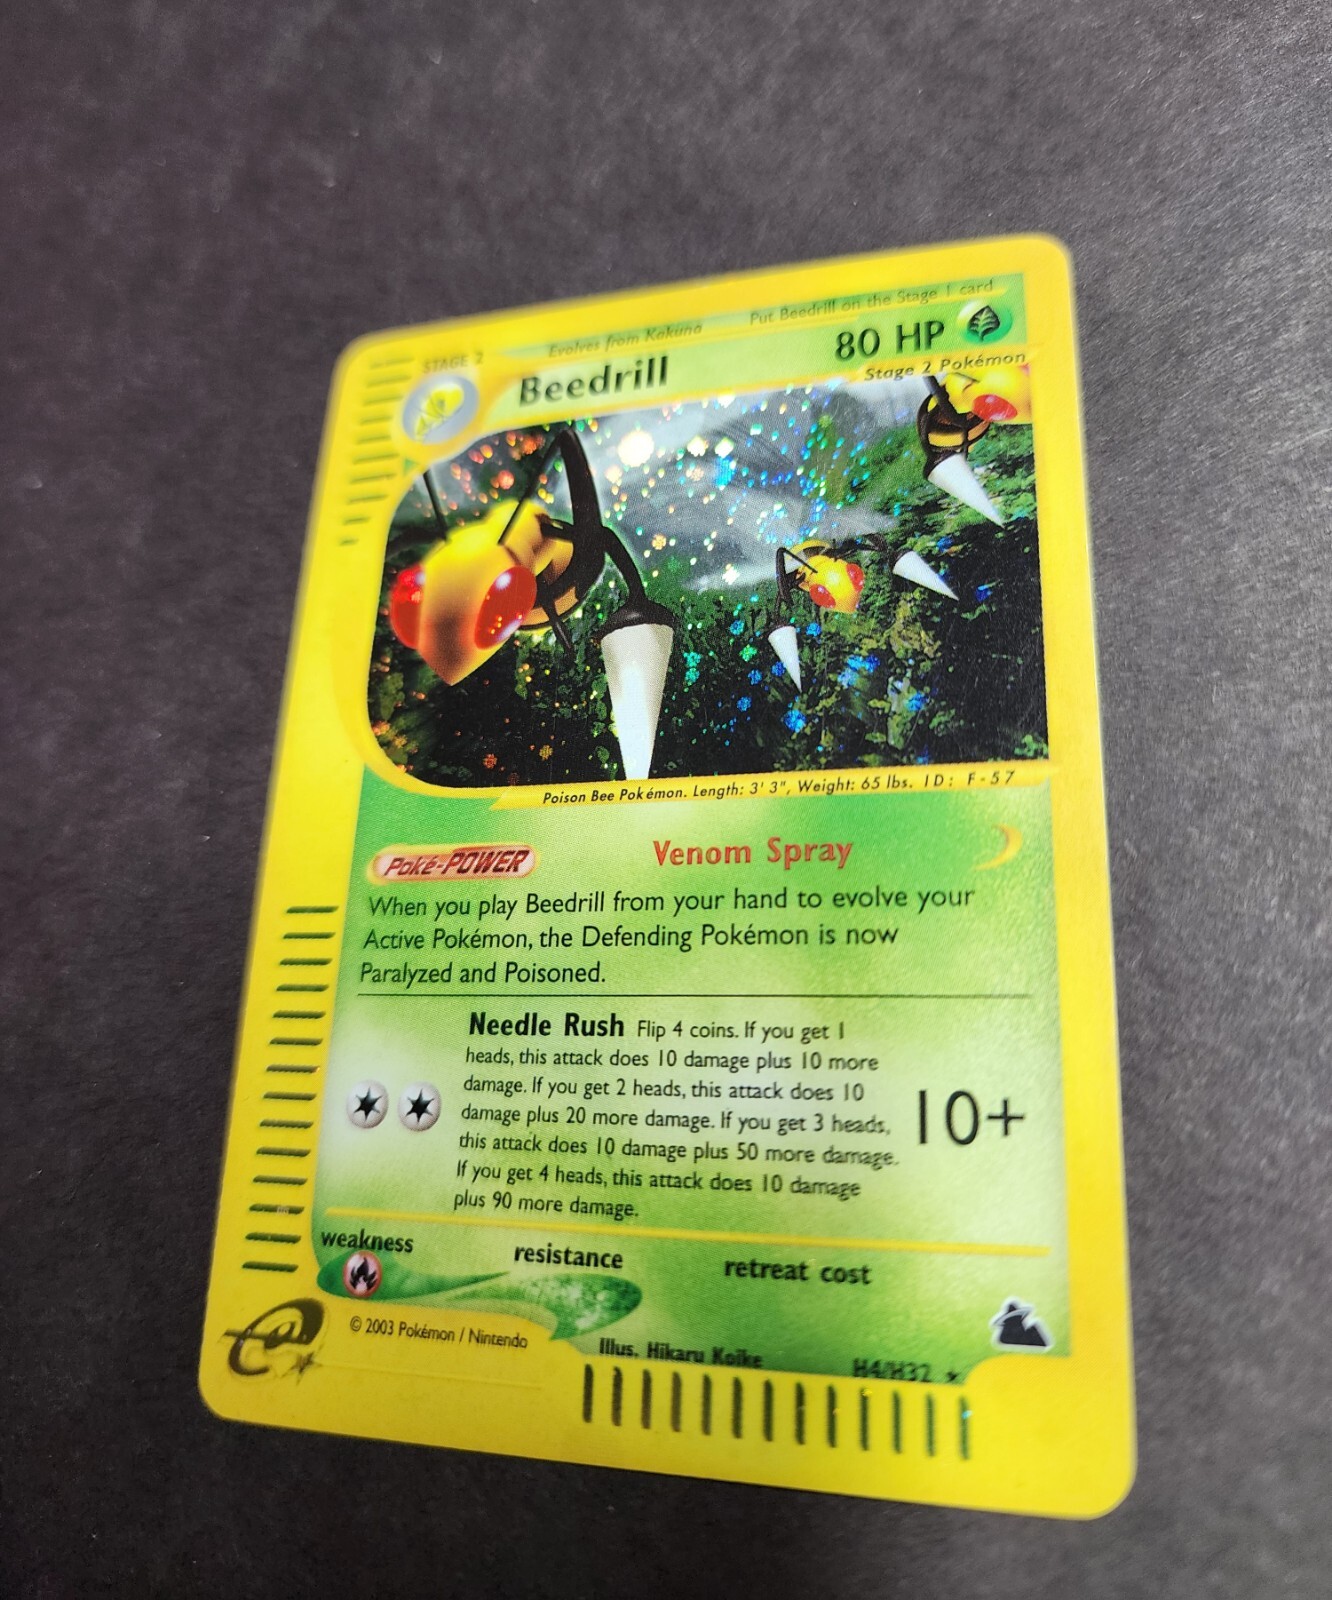 STAGE 2
Evolves from Kakuna
Put Beedrill on the Stage 1 card
Beedrill
80 HP
Stage 2 Pokémon
Poison Bee Pokémon. Length: 3' 3", Weight: 65 lbs. ID: F-57
Poké-POWER
Venom Spray
When you play Beedrill from your hand to evolve your
Active Pokémon, the Defending Pokémon is now
Paralyzed and Poisoned.
Needle Rush Flip 4 coins. If you get 1
heads, this attack does 10 damage plus 10 more
damage. If you get 2 heads, this attack does 10
damage plus 20 more damage. If you get 3 heads,
this attack does 10 damage plus 50 more damage.
If you get 4 heads, this attack does 10 damage
plus 90 more damage.
10+
weakness
resistance
retreat cost
© 2003 Pokémon / Nintendo
Illus. Hikaru Koike
H4/H32 ★
e